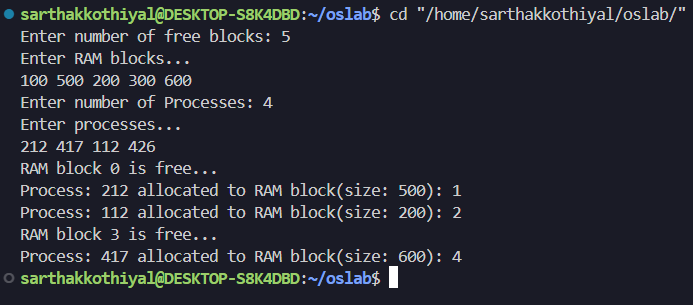 sarthakkothiyal@DESKTOP-S8K4DBD:~/oslab$ cd "/home/sarthakkothiyal/oslab/"
Enter number of free blocks: 5
Enter RAM blocks...
100 500 200 300 600
Enter number of Processes: 4
Enter processes...
212 417 112 426
RAM block 0 is free...
Process: 212 allocated to RAM block(size: 500): 1
Process: 112 allocated to RAM block(size: 200): 2
RAM block 3 is free...
Process: 417 allocated to RAM block(size: 600): 4
sarthakkothiyal@DESKTOP-S8K4DBD:~/oslab$